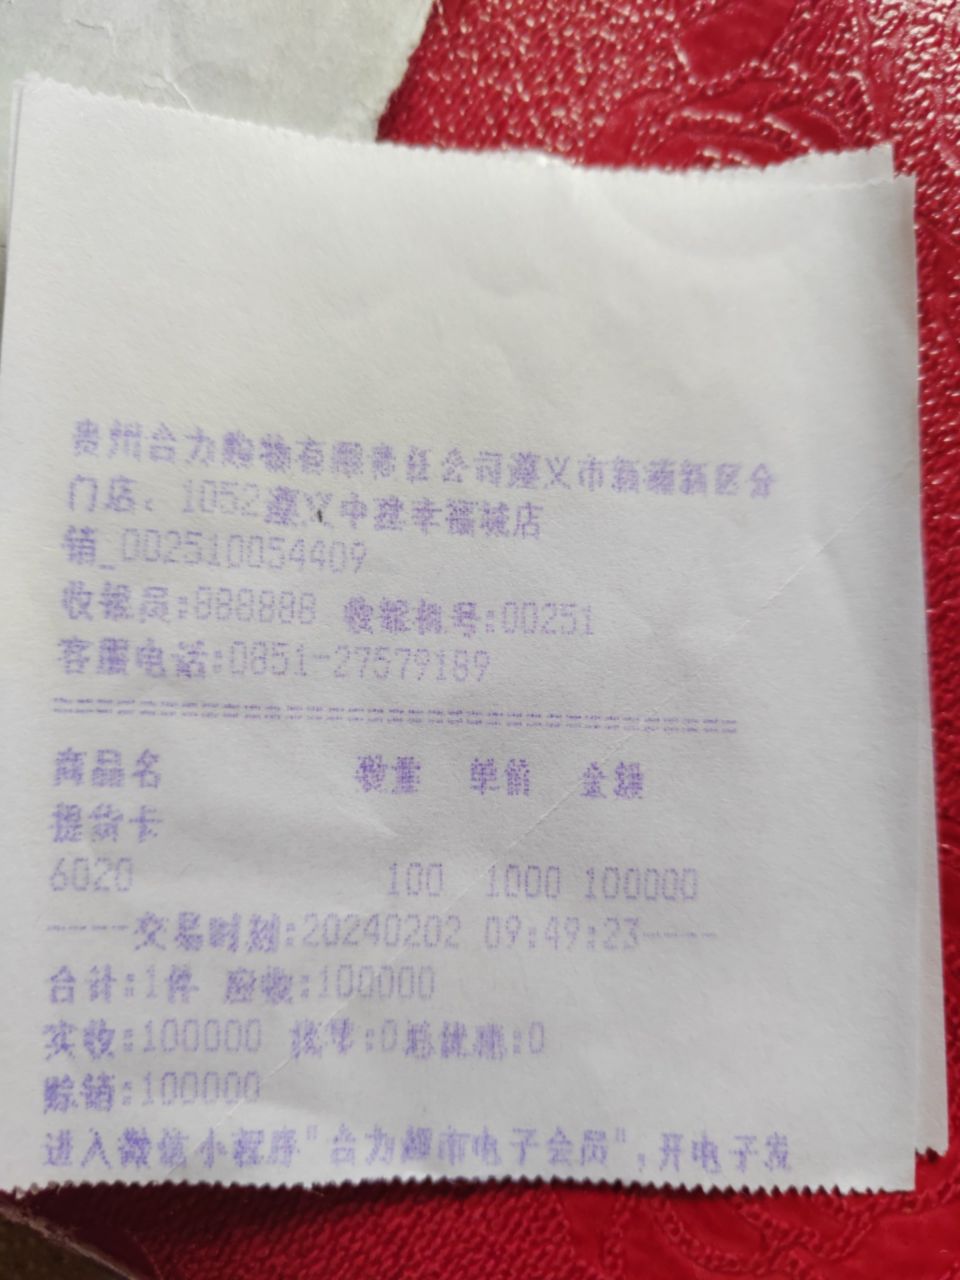 贵州合力购物有限责任公司遵义市新蒲新区分
门店: 1052遵义中建幸福城店
销_002510054409
收银员:888888 收银机号:00251
客服电话:0851-27579189
==================================
商品名 数量 单价 金额
提货卡
6020 100 1000 100000
----交易时刻:20240202 09:49:23----
合计:1件 应收:100000
实收:100000 找零:0总优惠:0
赊销:100000
进入微信小程序"合力超市电子会员",开电子发